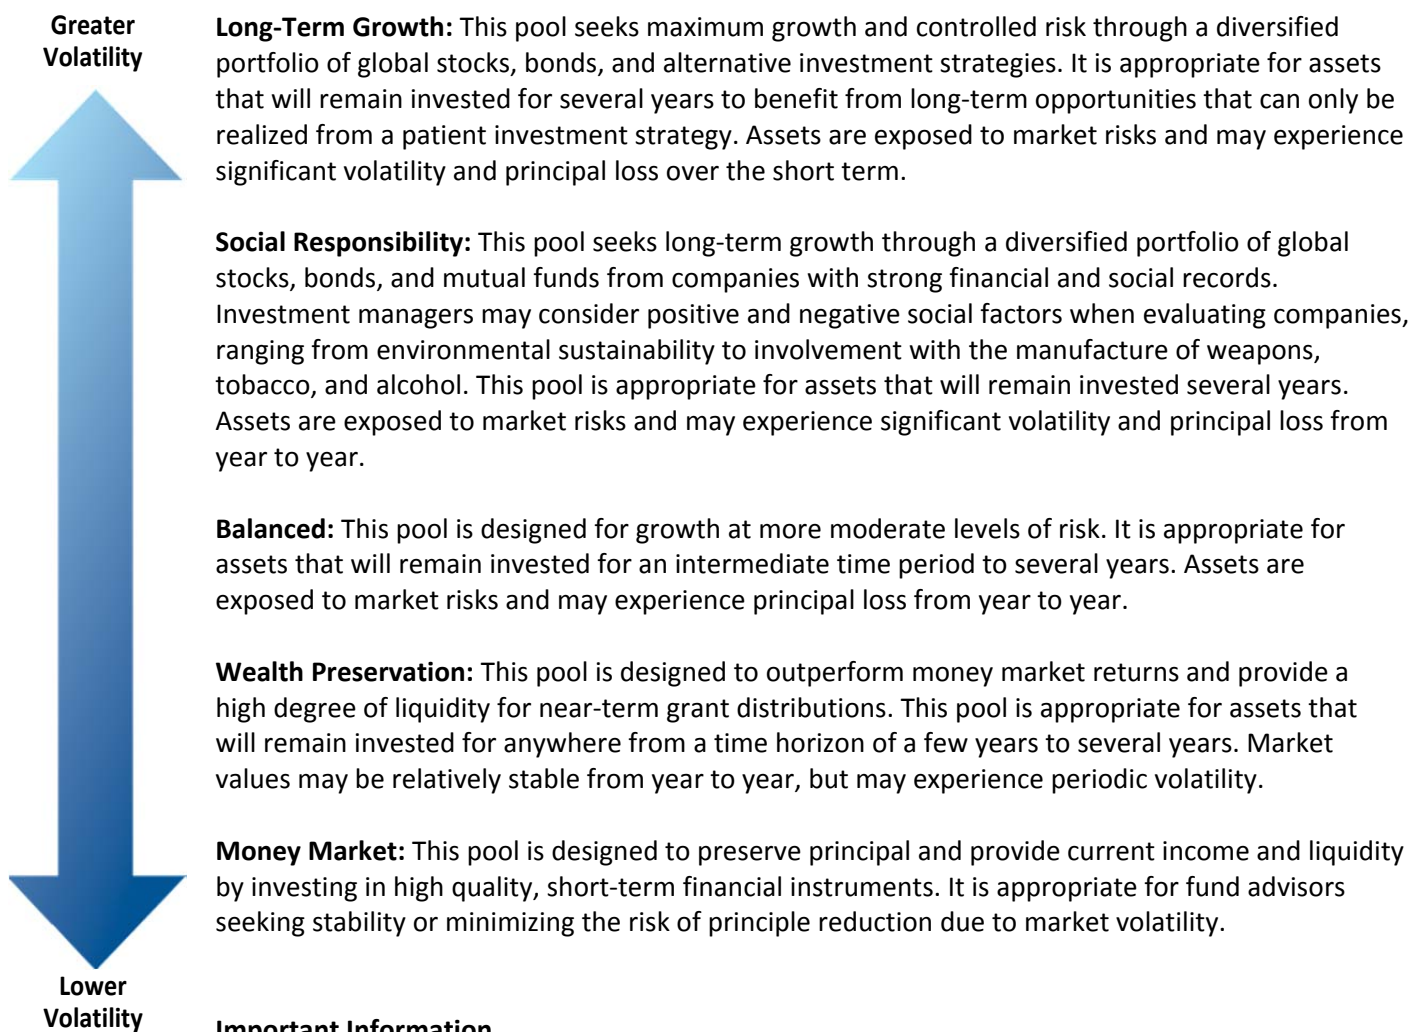 Greater
Volatility
Long-Term Growth: This pool seeks maximum growth and controlled risk through a diversified
portfolio of global stocks, bonds, and alternative investment strategies. It is appropriate for assets
that will remain invested for several years to benefit from long-term opportunities that can only be
realized from a patient investment strategy. Assets are exposed to market risks and may experience
significant volatility and principal loss over the short term.
Social Responsibility: This pool seeks long-term growth through a diversified portfolio of global
stocks, bonds, and mutual funds from companies with strong financial and social records.
Investment managers may consider positive and negative social factors when evaluating companies,
ranging from environmental sustainability to involvement with the manufacture of weapons,
tobacco, and alcohol. This pool is appropriate for assets that will remain invested several years.
Assets are exposed to market risks and may experience significant volatility and principal loss from
year to year.
Balanced: This pool is designed for growth at more moderate levels of risk. It is appropriate for
assets that will remain invested for an intermediate time period to several years. Assets are
exposed to market risks and may experience principal loss from year to year.
Wealth Preservation: This pool is designed to outperform money market returns and provide a
high degree of liquidity for near-term grant distributions. This pool is appropriate for assets that
will remain invested for anywhere from a time horizon of a few years to several years. Market
values may be relatively stable from year to year, but may experience periodic volatility.
Money Market: This pool is designed to preserve principal and provide current income and liquidity
by investing in high quality, short-term financial instruments. It is appropriate for fund advisors
seeking stability or minimizing the risk of principle reduction due to market volatility.
Lower
Volatility
Important Information